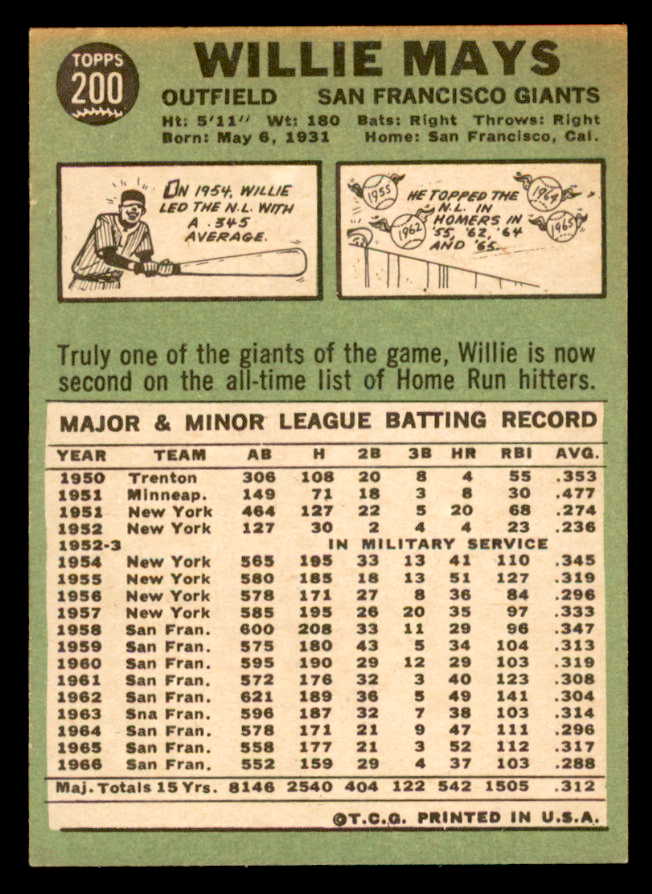 TOPPS
200
WILLIE MAYS
OUTFIELD SAN FRANCISCO GIANTS
Ht: 5'11" Wt: 180 Bats: Right Throws: Right
Born: May 6, 1931 Home: San Francisco, Cal.
IN 1954, WILLIE
LED THE N.L. WITH
A .345
AVERAGE.
1955
1962
1964
1965
HE TOPPED THE
N.L. IN
HOMERS IN
'55, '62, '64
AND '65.
Truly one of the giants of the game, Willie is now
second on the all-time list of Home Run hitters.
MAJOR & MINOR LEAGUE BATTING RECORD
YEAR TEAM AB H 2B 3B HR RBI AVG.
1950 Trenton 306 108 20 8 4 55 .353
1951 Minneap. 149 71 18 3 8 30 .477
1951 New York 464 127 22 5 20 68 .274
1952 New York 127 30 2 4 4 23 .236
1952-3 IN MILITARY SERVICE
1954 New York 565 195 33 13 41 110 .345
1955 New York 580 185 18 13 51 127 .319
1956 New York 578 171 27 8 36 84 .296
1957 New York 585 195 26 20 35 97 .333
1958 San Fran. 600 208 33 11 29 96 .347
1959 San Fran. 575 180 43 5 34 104 .313
1960 San Fran. 595 190 29 12 29 103 .319
1961 San Fran. 572 176 32 3 40 123 .308
1962 San Fran. 621 189 36 5 49 141 .304
1963 Sna Fran. 596 187 32 7 38 103 .314
1964 San Fran. 578 171 21 9 47 111 .296
1965 San Fran. 558 177 21 3 52 112 .317
1966 San Fran. 552 159 29 4 37 103 .288
Maj. Totals 15 Yrs. 8146 2540 404 122 542 1505 .312
©T.C.G. PRINTED IN U.S.A.